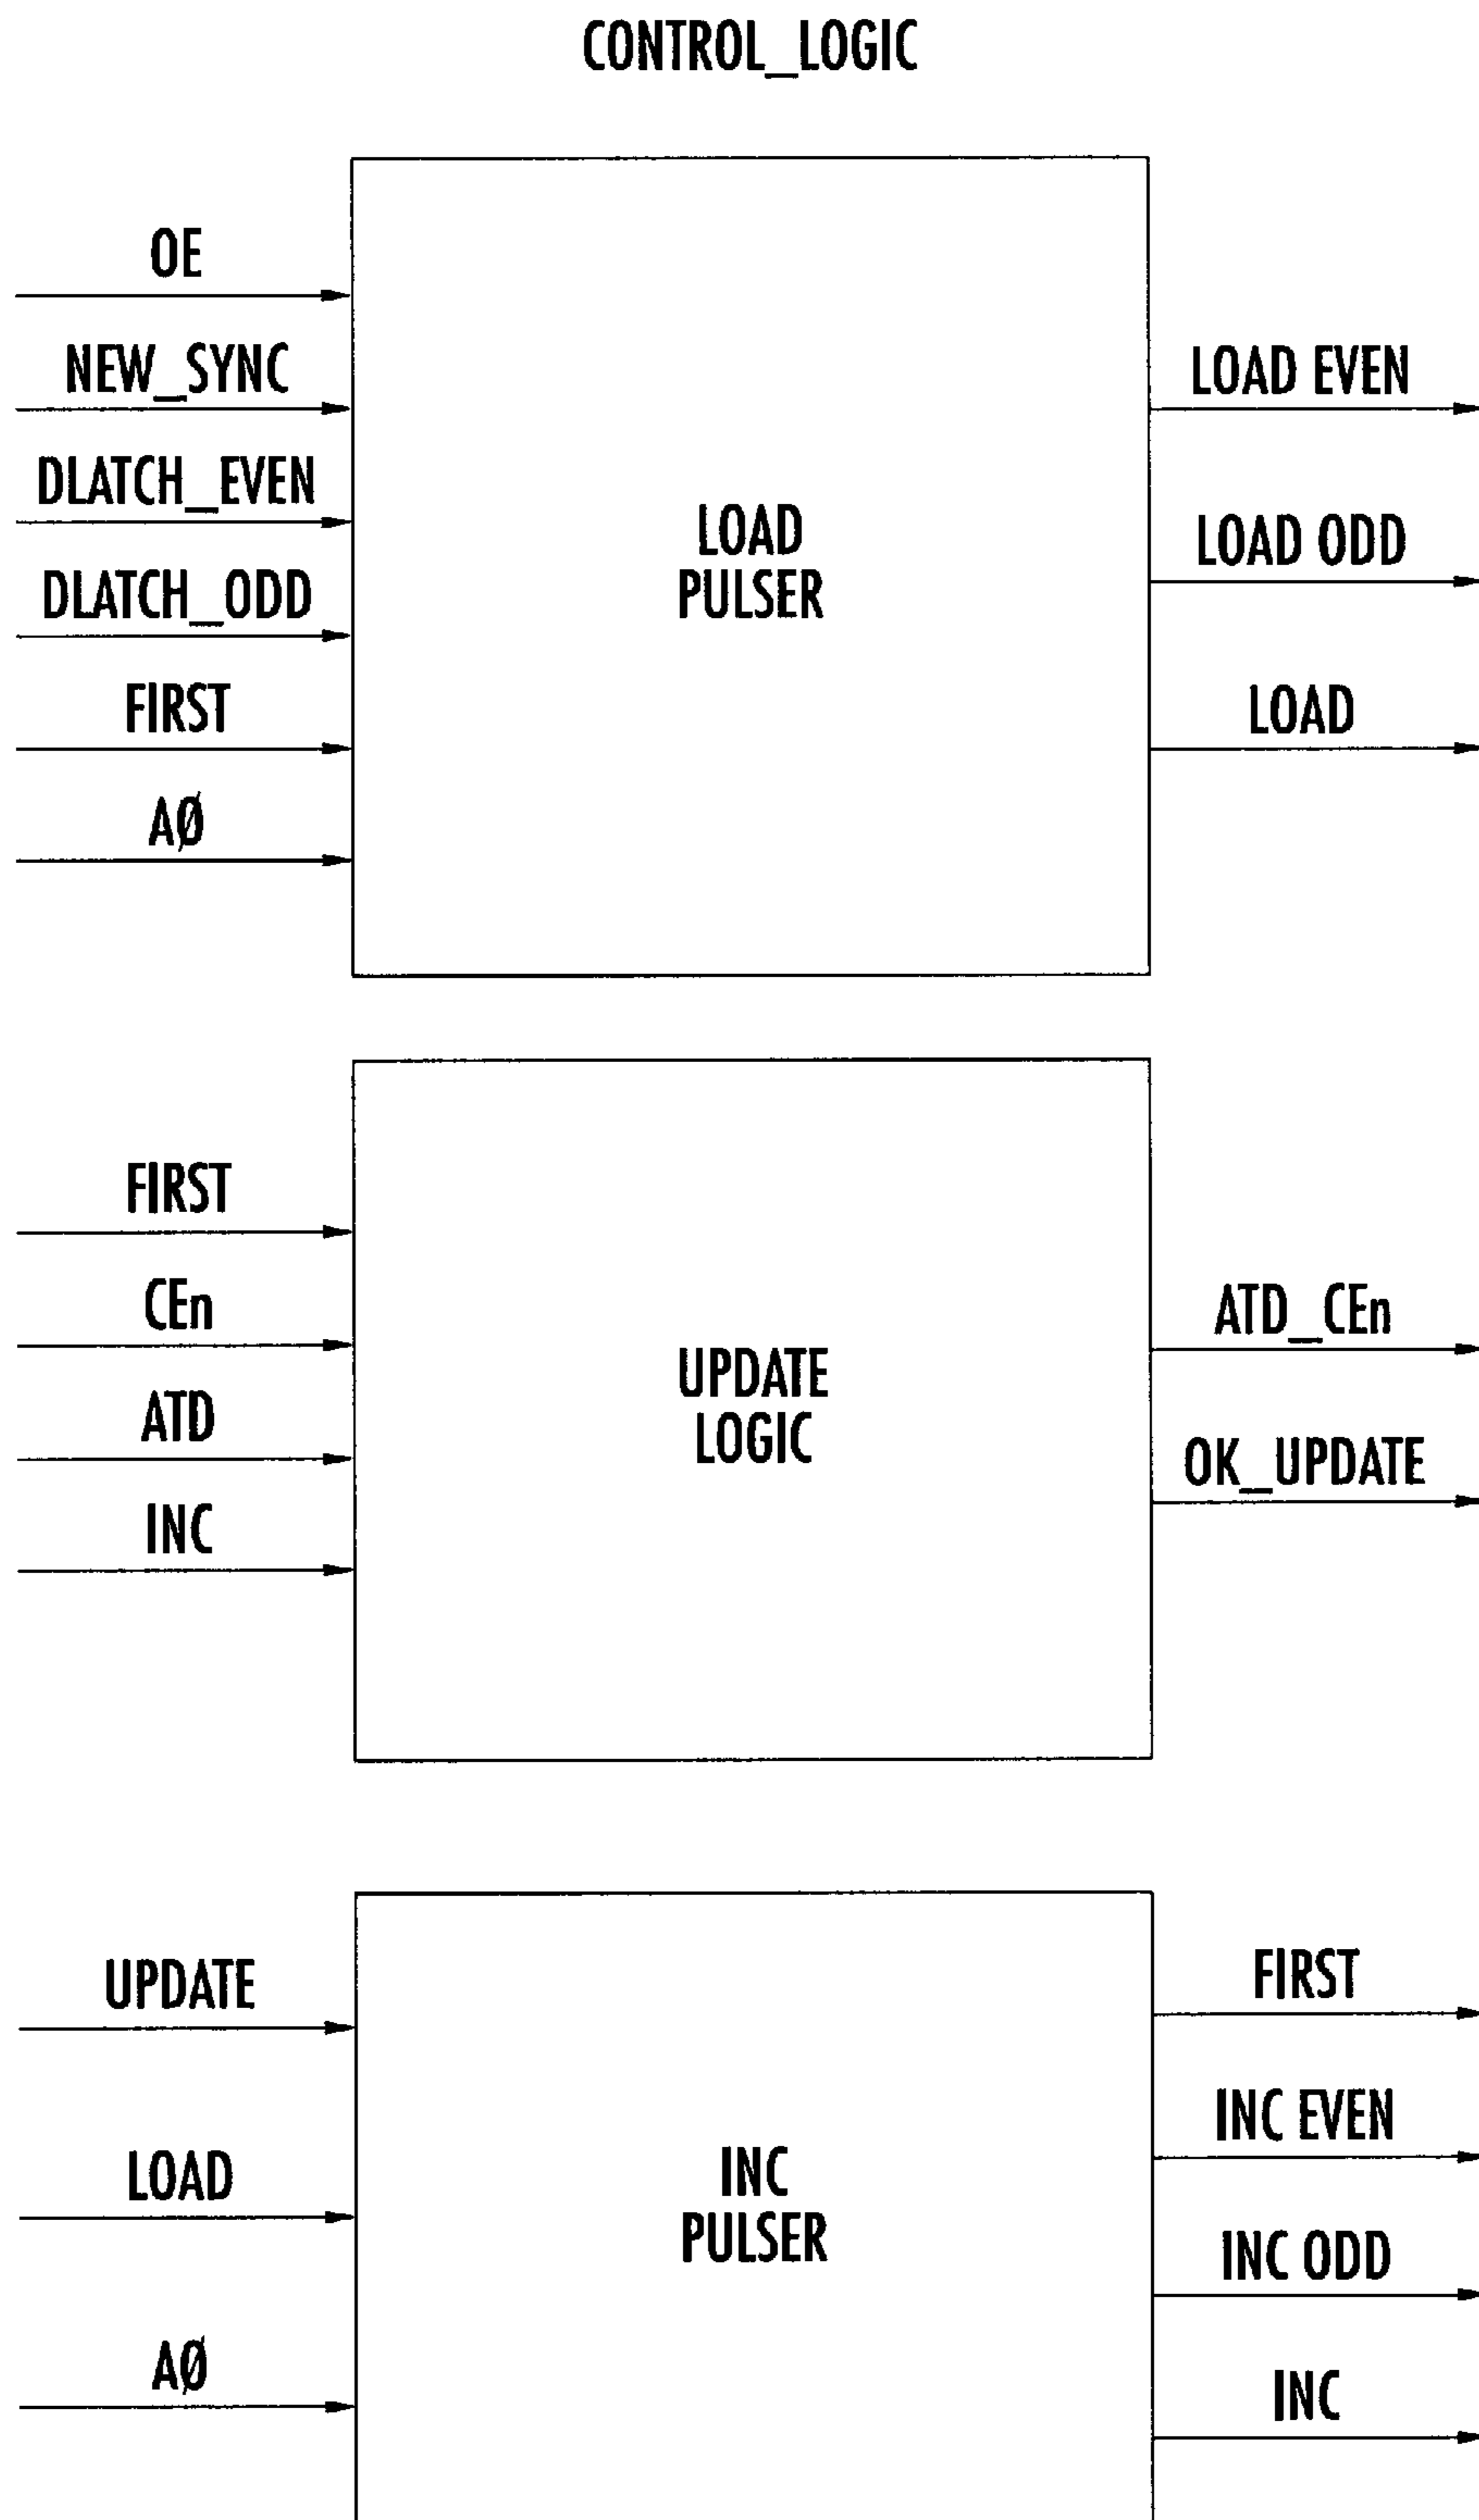 CONTROL_LOGIC
OE
NEW_SYNC
DLATCH_EVEN
DLATCH_ODD
FIRST
AØ
LOAD
PULSER
LOAD EVEN
LOAD ODD
LOAD
FIRST
CEn
ATD
INC
UPDATE
LOGIC
ATD_CEn
OK_UPDATE
UPDATE
LOAD
AØ
INC
PULSER
FIRST
INC EVEN
INC ODD
INC